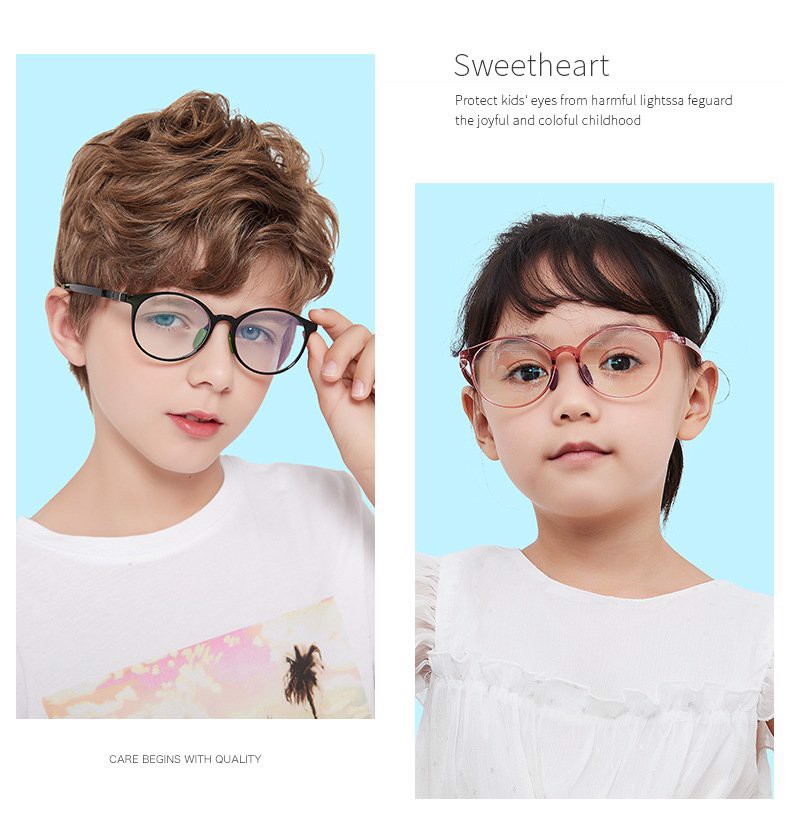 Sweetheart
Protect kids‘ eyes from harmful lightssa feguard
the joyful and coloful childhood
CARE BEGINS WITH QUALITY